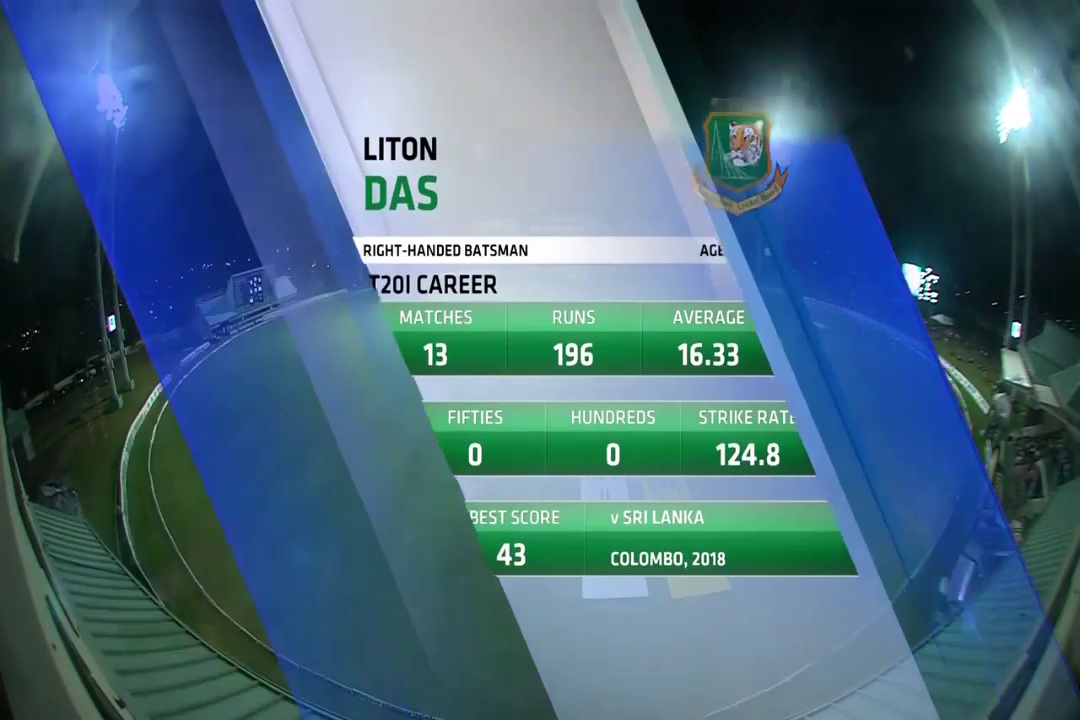 LITON
DAS
RIGHT-HANDED BATSMAN AGE
T20I CAREER
MATCHES RUNS AVERAGE
13 196 16.33
FIFTIES HUNDREDS STRIKE RATE
0 0 124.8
BEST SCORE v SRI LANKA
43 COLOMBO, 2018